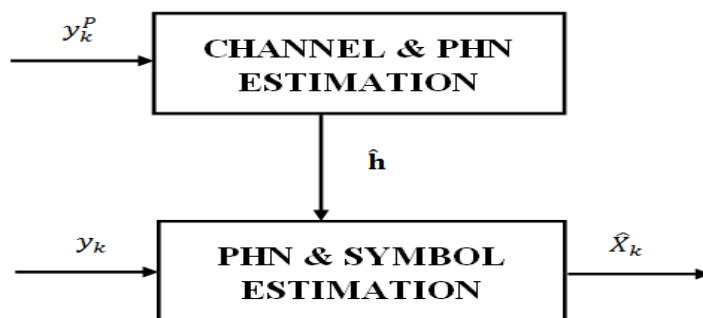 y_k^P
CHANNEL & PHN
ESTIMATION
ĥ
y_k
PHN & SYMBOL
ESTIMATION
X̂_k